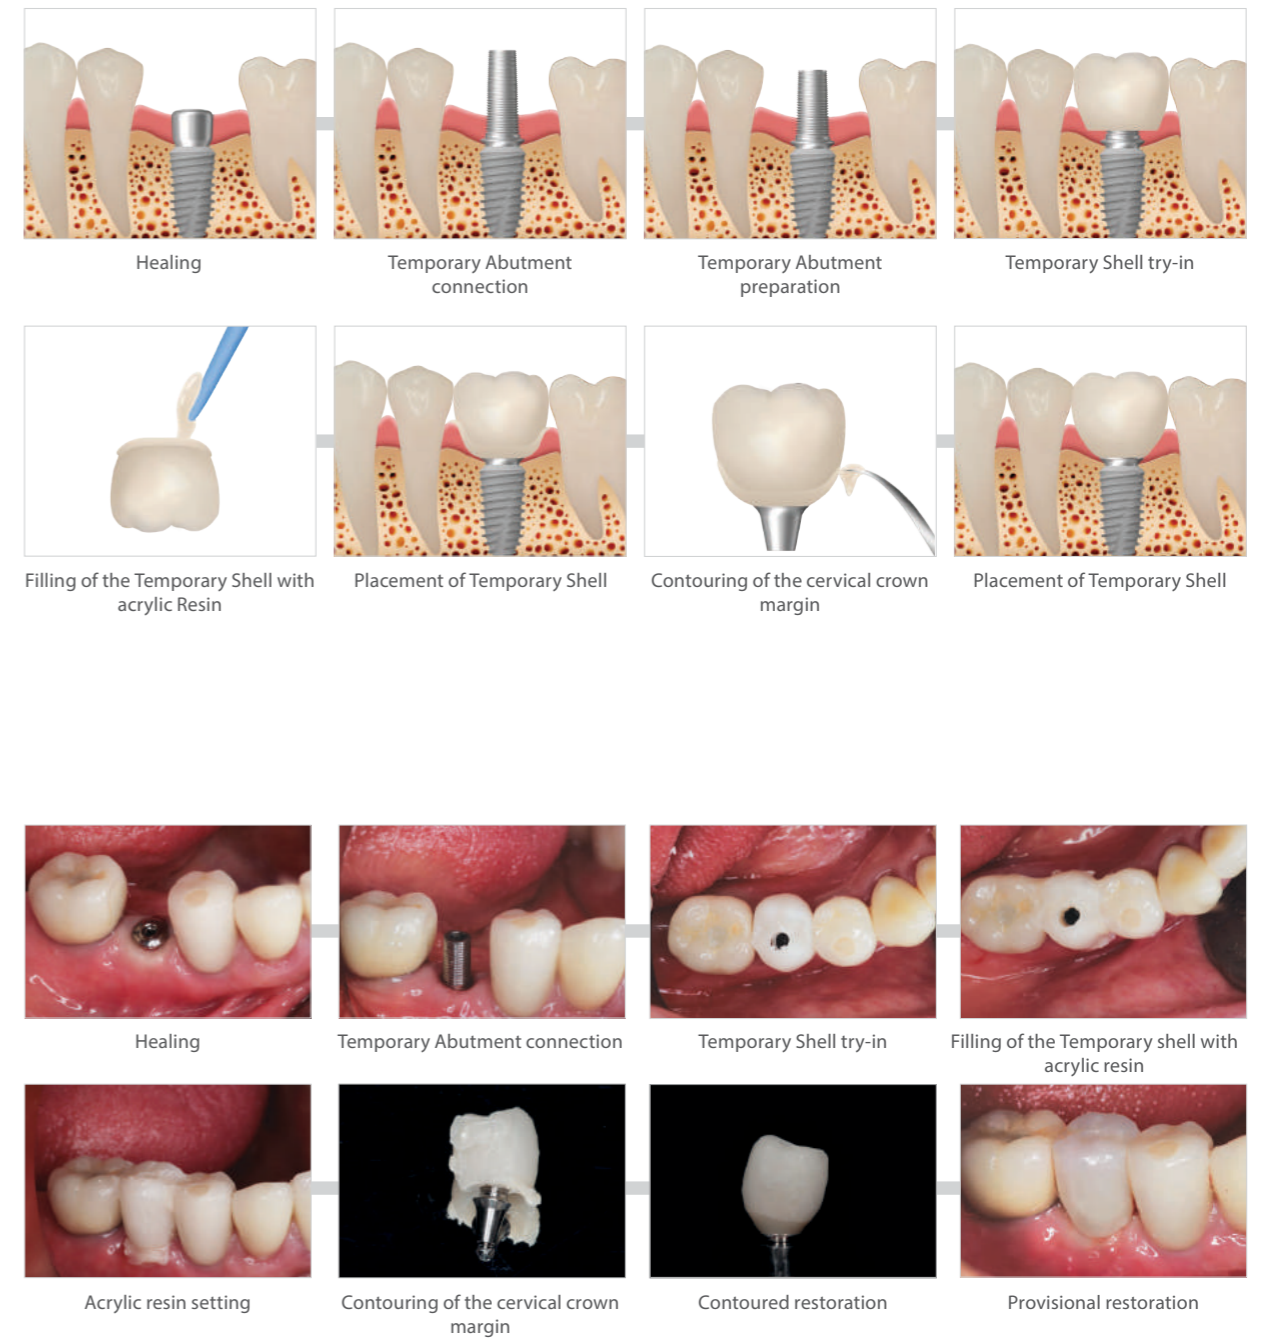 Healing
Temporary Abutment
connection
Temporary Abutment
preparation
Temporary Shell try-in
Filling of the Temporary Shell with
acrylic Resin
Placement of Temporary Shell
Contouring of the cervical crown
margin
Placement of Temporary Shell
Healing
Temporary Abutment connection
Temporary Shell try-in
Filling of the Temporary shell with
acrylic resin
Acrylic resin setting
Contouring of the cervical crown
margin
Contoured restoration
Provisional restoration